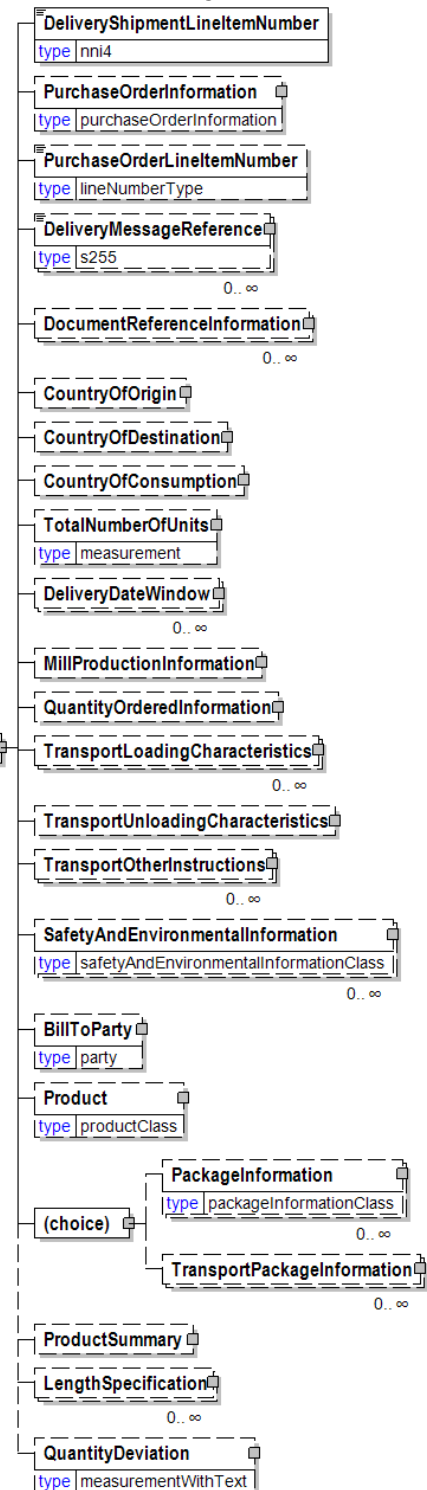 DeliveryShipmentLineItemNumber
type nni4
PurchaseOrderInformation
type purchaseOrderInformation
PurchaseOrderLineItemNumber
type lineNumberType
DeliveryMessageReference
type s255
0.. ∞
DocumentReferenceInformation
0.. ∞
CountryOfOrigin
CountryOfDestination
CountryOfConsumption
TotalNumberOfUnits
type measurement
DeliveryDateWindow
0.. ∞
MillProductionInformation
QuantityOrderedInformation
TransportLoadingCharacteristics
0.. ∞
TransportUnloadingCharacteristics
TransportOtherInstructions
0.. ∞
SafetyAndEnvironmentalInformation
type safetyAndEnvironmentalInformationClass
0.. ∞
BillToParty
type party
Product
type productClass
PackageInformation
type packageInformationClass
0.. ∞
(choice)
TransportPackageInformation
0.. ∞
ProductSummary
LengthSpecification
0.. ∞
QuantityDeviation
type measurementWithText